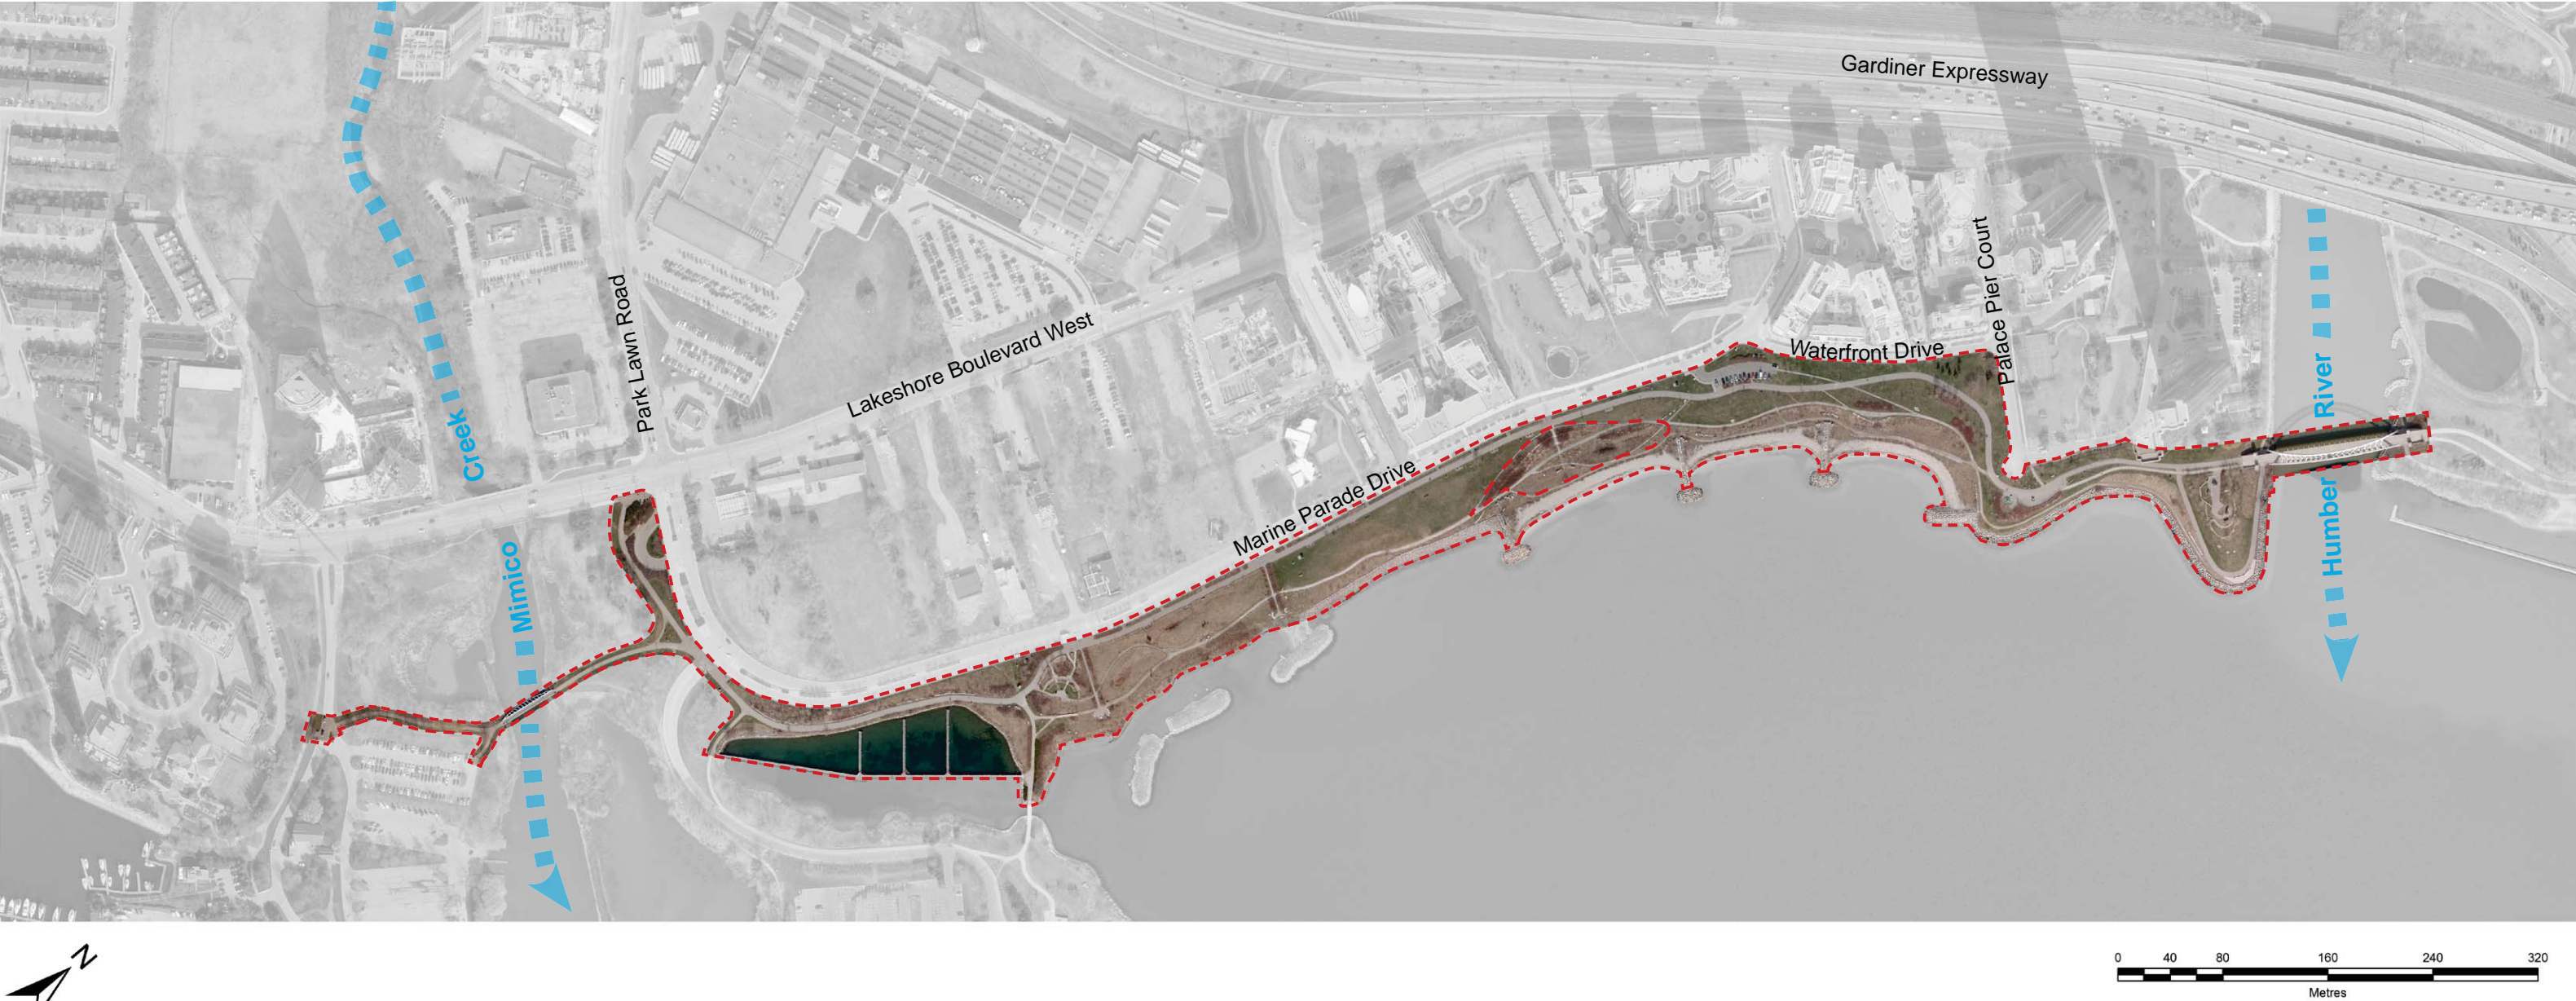 Gardiner Expressway
Palace Pier Court
Park Lawn Road
Lakeshore Boulevard West
Waterfront Drive
Marine Parade Drive
Mimico Creek
Humber River
N
0 40 80 160 240 320
Metres